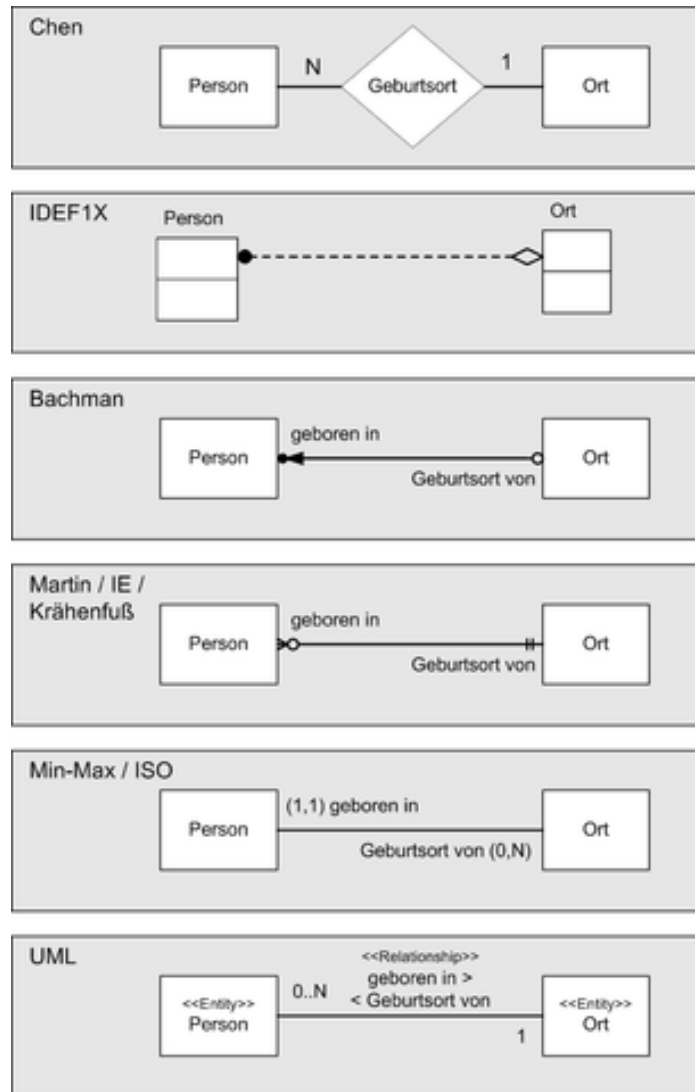 Chen
Person
N
Geburtsort
1
Ort
IDEF1X
Person
Ort
Bachman
Person
geboren in
Geburtsort von
Ort
Martin / IE /
Krähenfuß
Person
geboren in
Geburtsort von
Ort
Min-Max / ISO
Person
(1,1) geboren in
Geburtsort von (0,N)
Ort
UML
<<Entity>>
Person
0..N
<<Relationship>>
geboren in >
< Geburtsort von
1
<<Entity>>
Ort